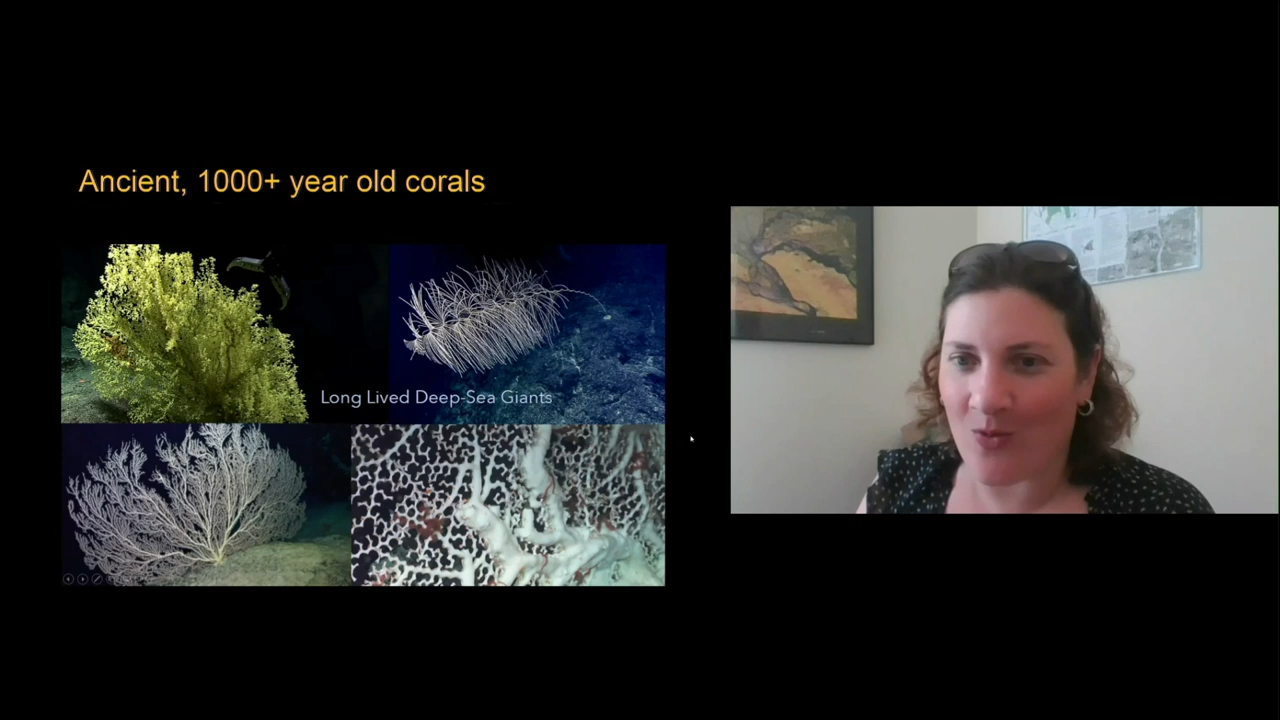 Ancient, 1000+ year old corals
Long Lived Deep-Sea Giants